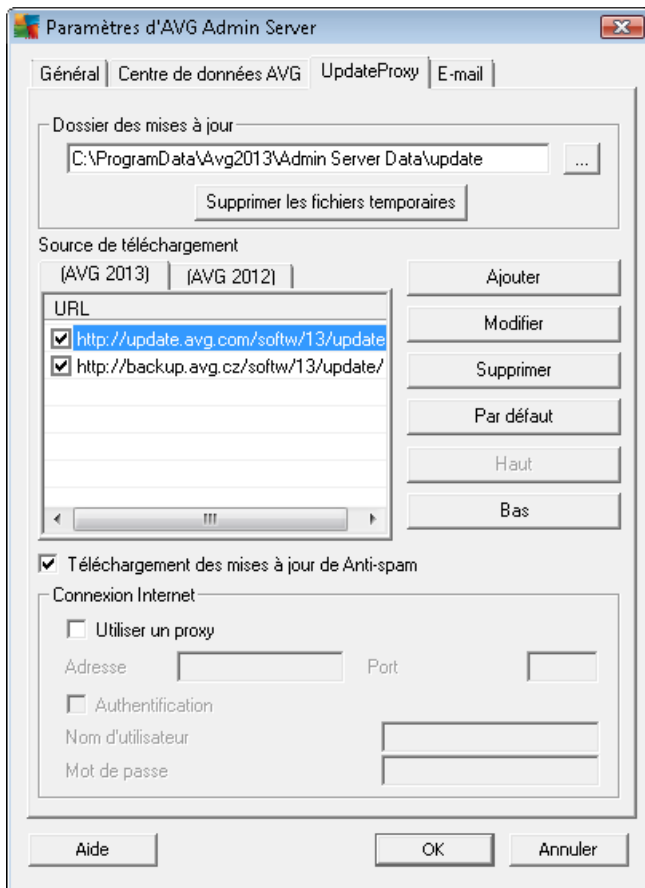 Paramètres d'AVG Admin Server
Général
Centre de données AVG
UpdateProxy
E-mail
Dossier des mises à jour
C:\ProgramData\Avg2013\Admin Server Data\update
...
Supprimer les fichiers temporaires
Source de téléchargement
(AVG 2013)
(AVG 2012)
URL
http://update.avg.com/softw/13/update
http://backup.avg.cz/softw/13/update/
Ajouter
Modifier
Supprimer
Par défaut
Haut
Bas
Téléchargement des mises à jour de Anti-spam
Connexion Internet
Utiliser un proxy
Adresse
Port
Authentification
Nom d'utilisateur
Mot de passe
Aide
OK
Annuler